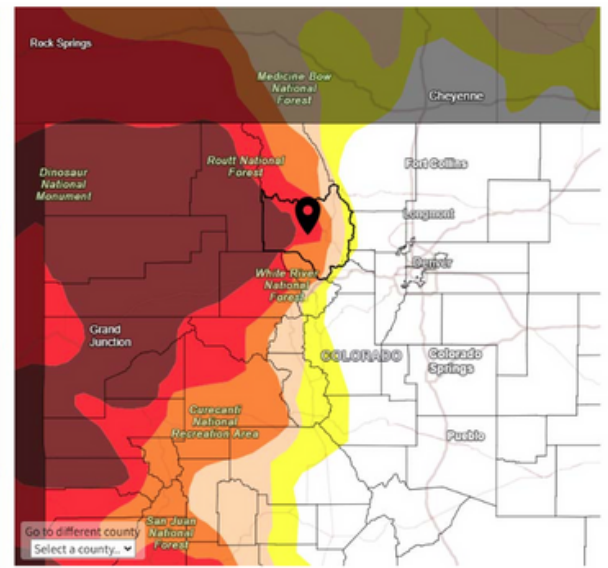 Rock Springs
Medicine Bow
National
Forest
Cheyenne
Routt National
Forest
Fort Collins
Dinosaur
National
Monument
Longmont
Denver
White River
National
Forest
Grand
Junction
COLORADO
Colorado
Springs
Curecanti
National
Recreation Area
Pueblo
San Juan
National
Forest
Go to different county
Select a county..